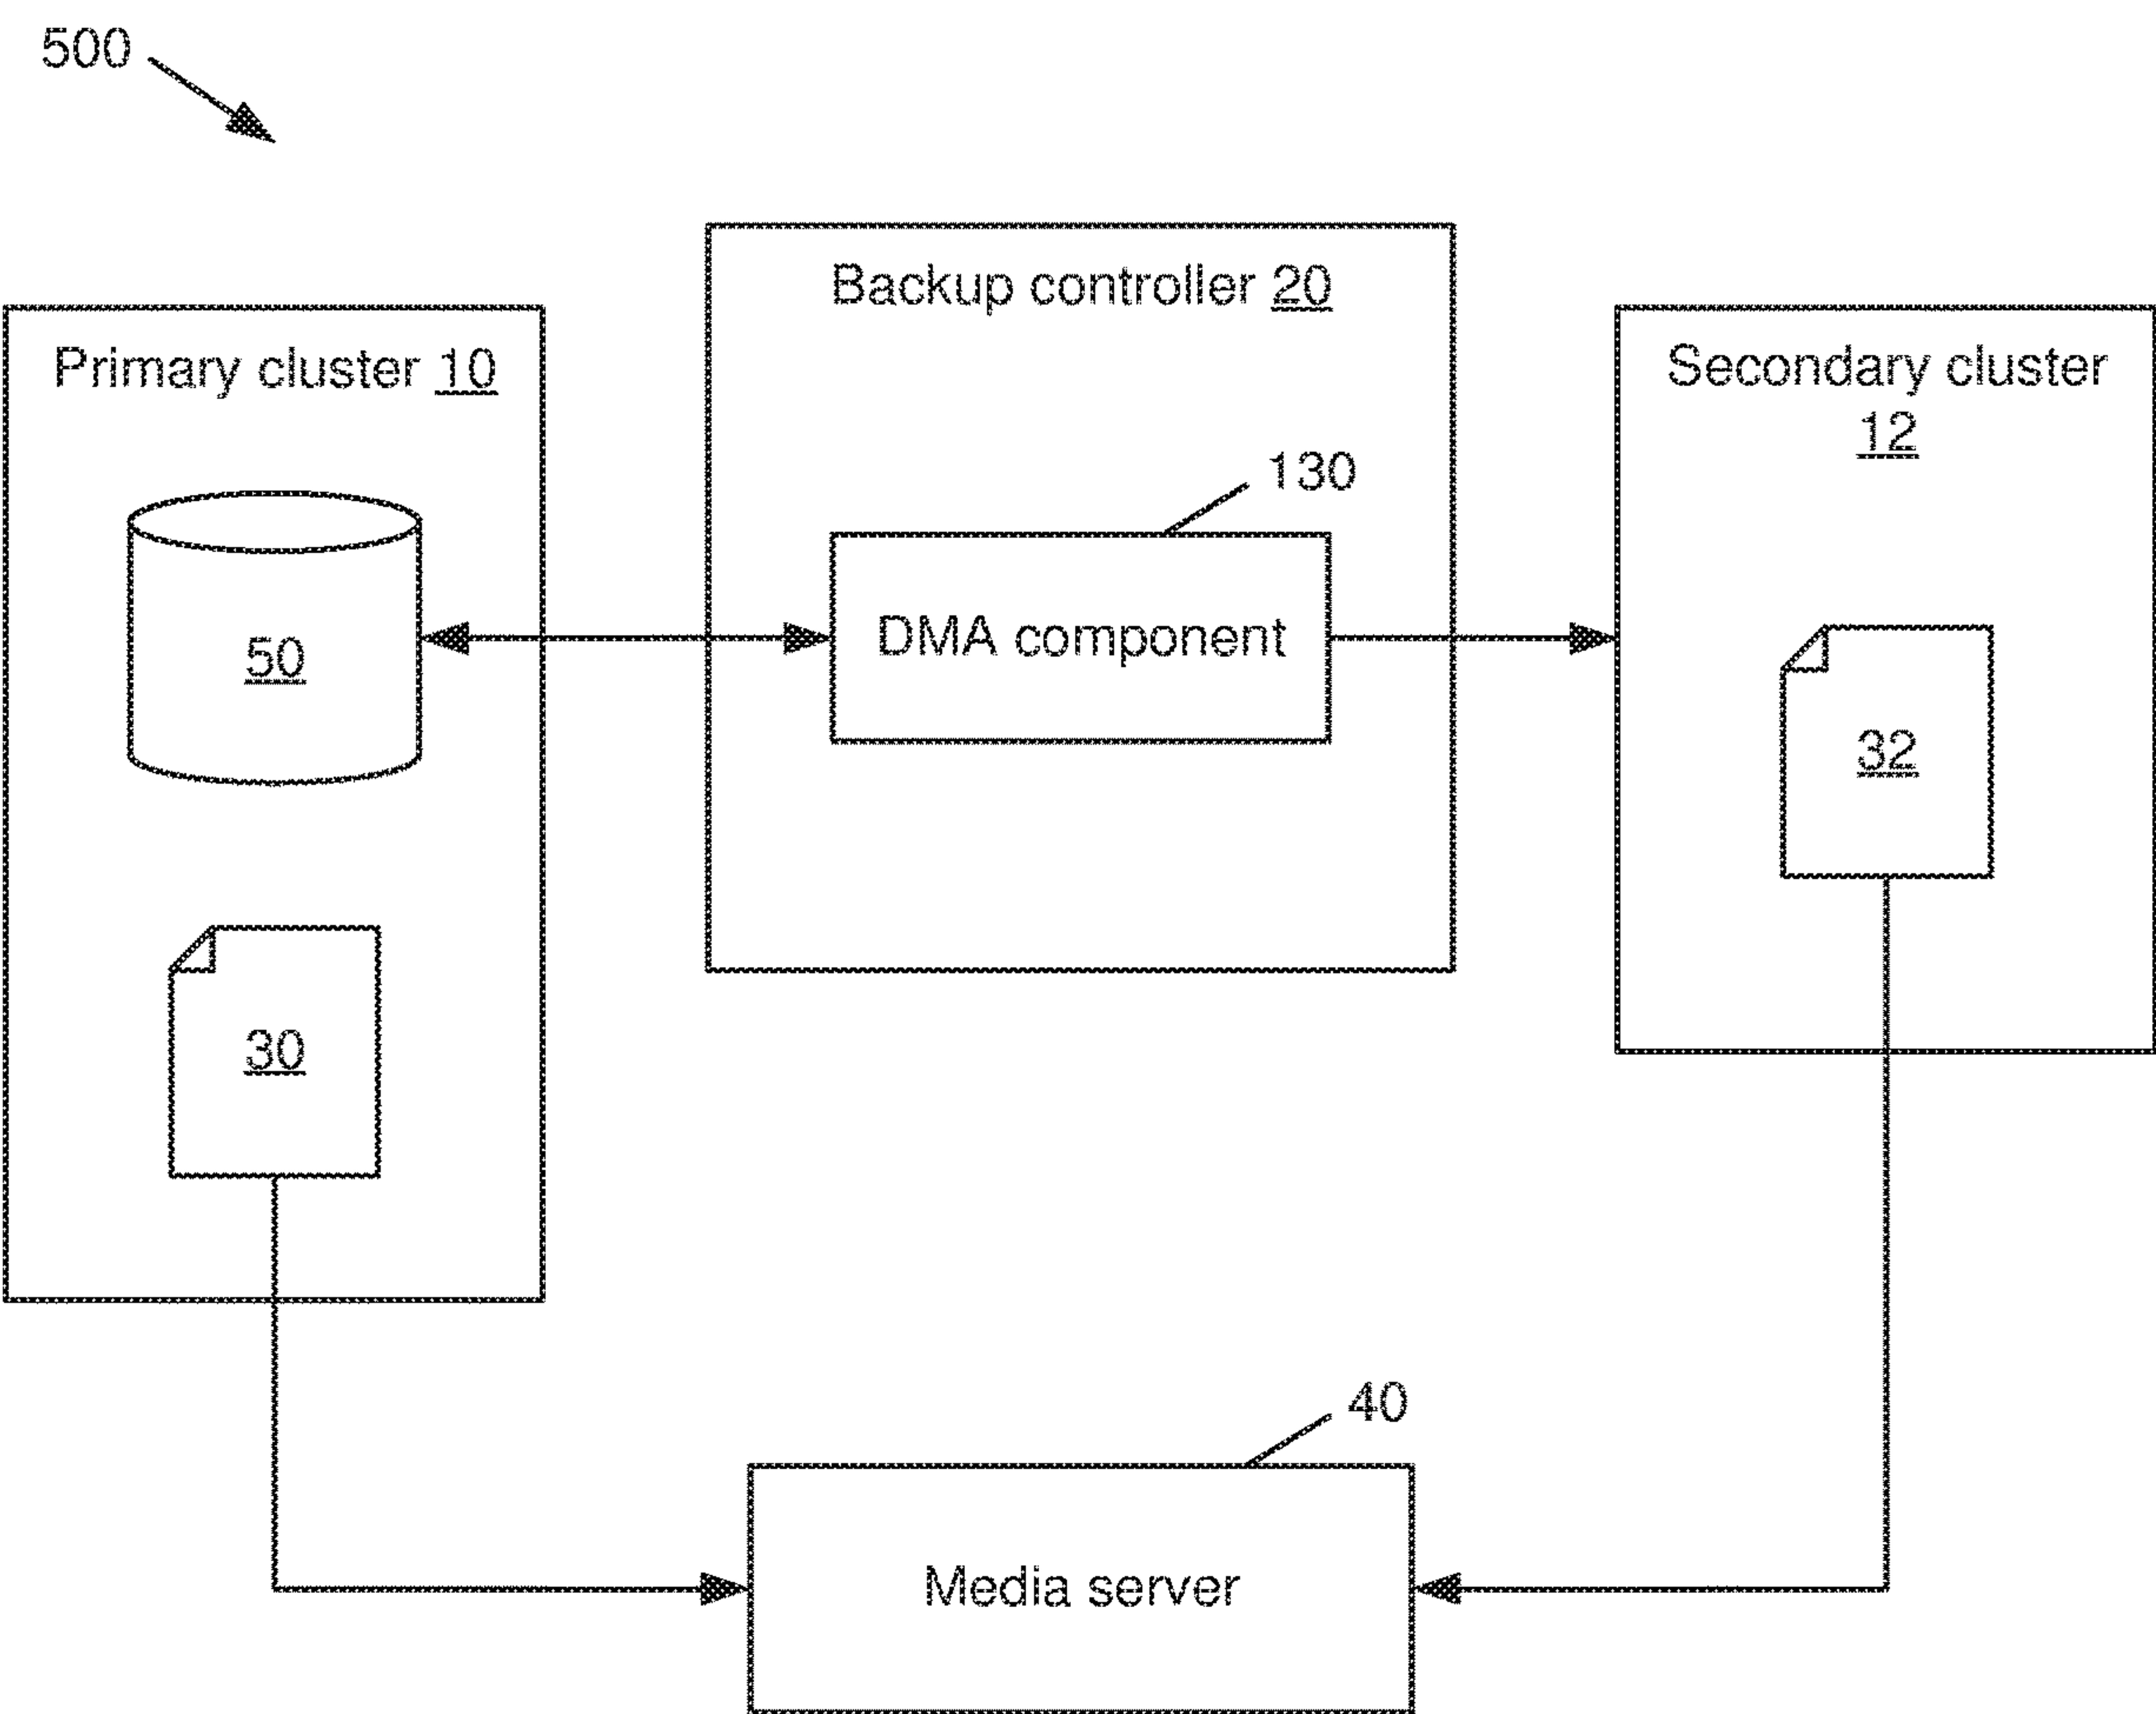 500
Backup controller 20
Primary cluster 10
Secondary cluster
12
130
DMA component
50
32
30
40
Media server